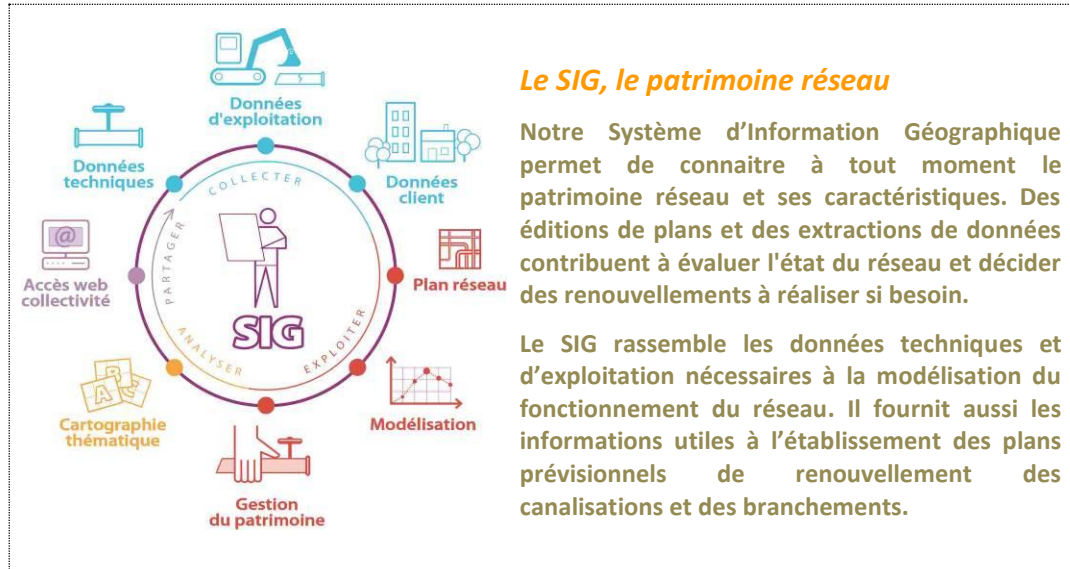 Données
d'exploitation
Données
techniques
Données
client
COLLECTER
PARTAGER
@
Accès web
collectivité
Plan réseau
SIG
ANALYSER
EXPLOITER
Cartographie
thématique
A
Modélisation
Gestion
du patrimoine
Le SIG, le patrimoine réseau
Notre Système d’Information Géographique
permet de connaitre à tout moment le
patrimoine réseau et ses caractéristiques. Des
éditions de plans et des extractions de données
contribuent à évaluer l'état du réseau et décider
des renouvellements à réaliser si besoin.
Le SIG rassemble les données techniques et
d’exploitation nécessaires à la modélisation du
fonctionnement du réseau. Il fournit aussi les
informations utiles à l’établissement des plans
prévisionnels de renouvellement des
canalisations et des branchements.